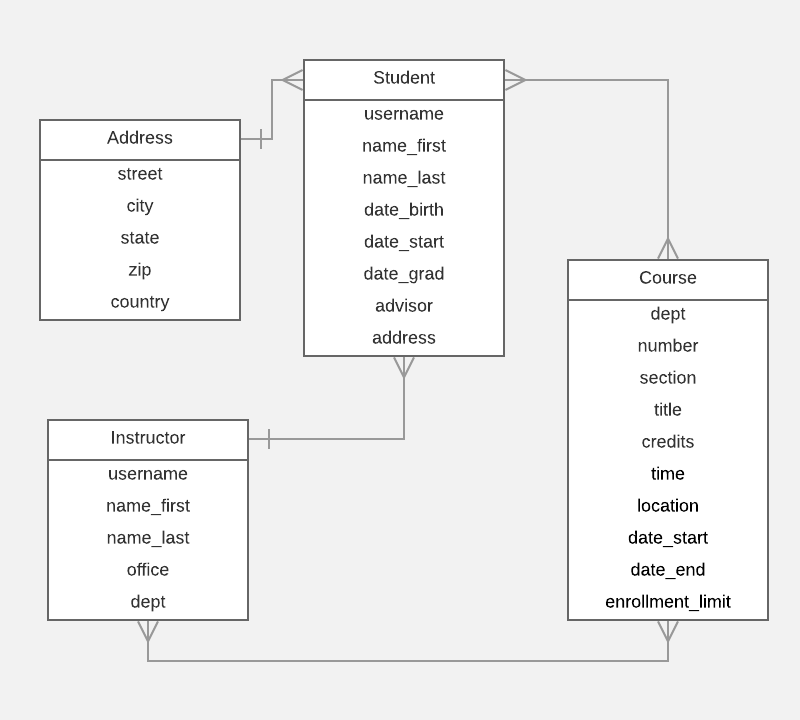 Student
username
name_first
name_last
date_birth
date_start
date_grad
advisor
address
Address
street
city
state
zip
country
Course
dept
number
section
title
credits
time
location
date_start
date_end
enrollment_limit
Instructor
username
name_first
name_last
office
dept